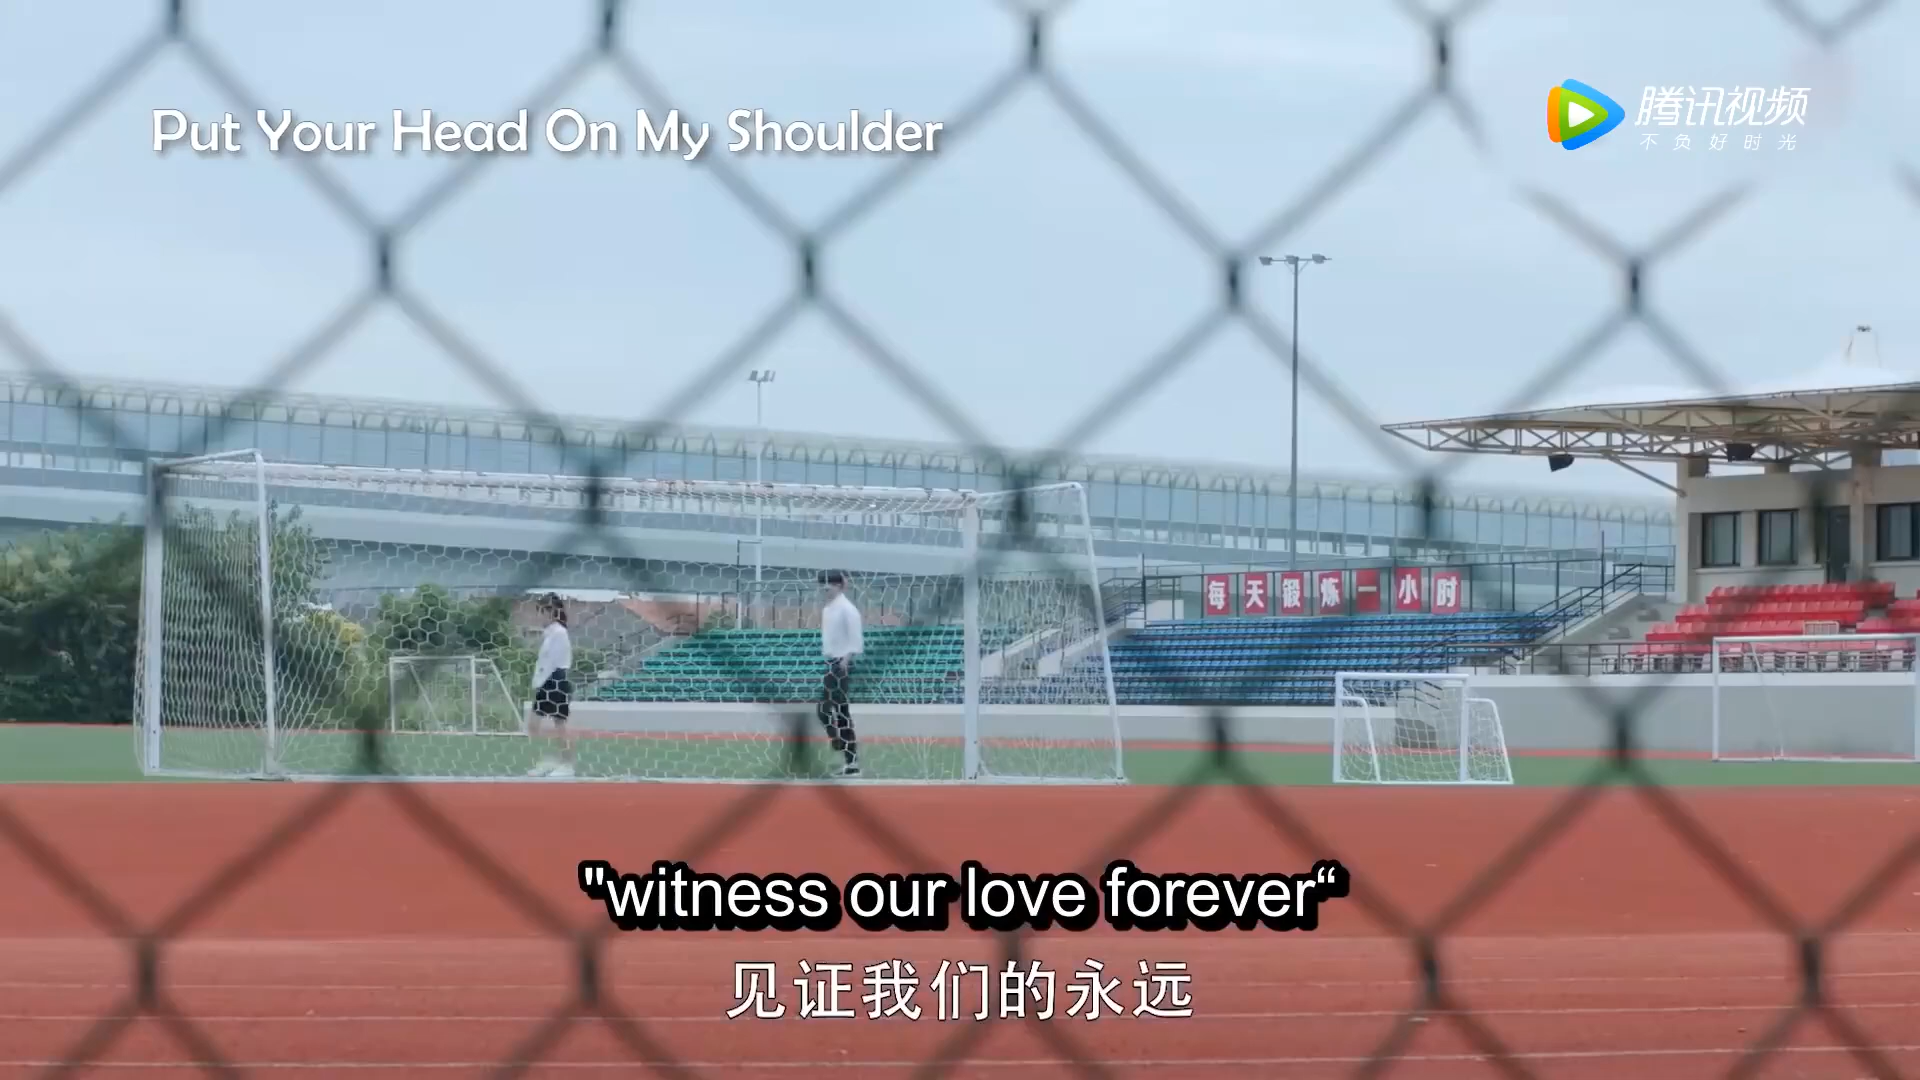 Put Your Head On My Shoulder
腾讯视频
不负好时光
每天锻炼一小时
"witness our love forever“
见证我们的永远